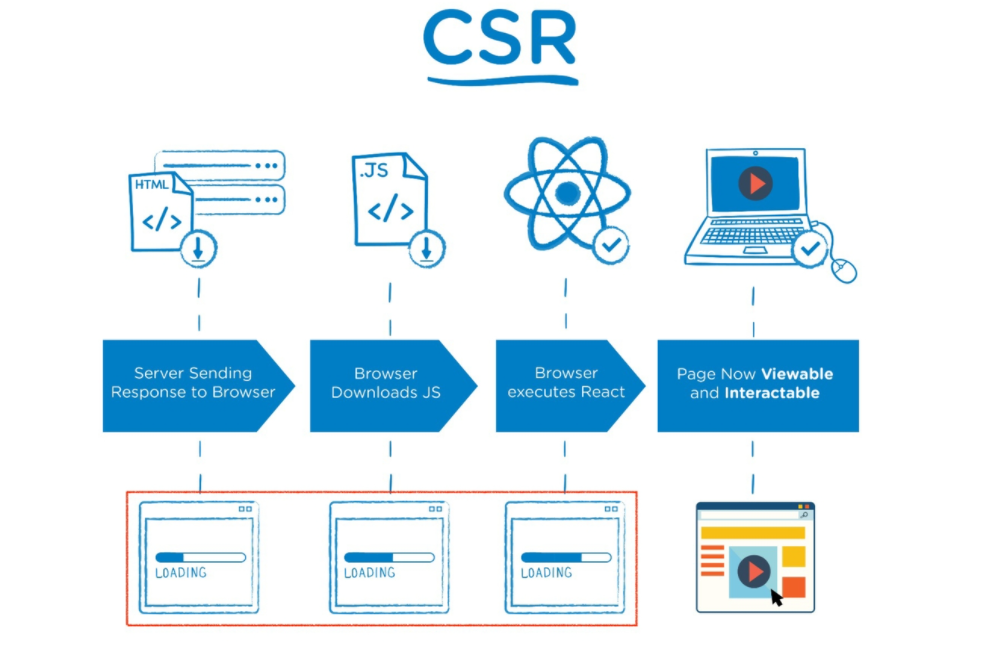 CSR
HTML
</>
.JS
</>
Server Sending
Response to Browser
Browser
Downloads JS
Browser
executes React
Page Now Viewable
and Interactable
LOADING
LOADING
LOADING